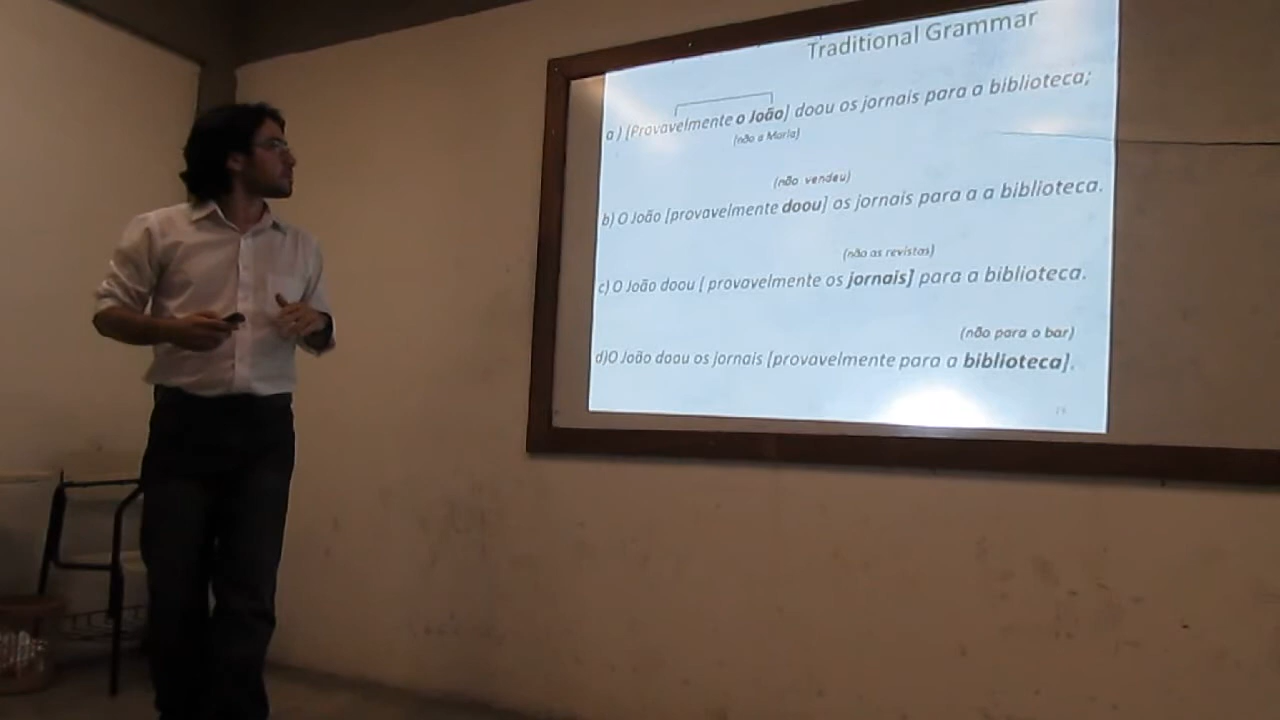 Traditional Grammar
a) [Provavelmente o João] doou os jornais para a biblioteca;
(não a Maria)
(não vendeu)
b) O João [provavelmente doou] os jornais para a a biblioteca.
(não as revistas)
c) O João doou [ provavelmente os jornais] para a biblioteca.
(não para o bar)
d)O João doou os jornais [provavelmente para a biblioteca].